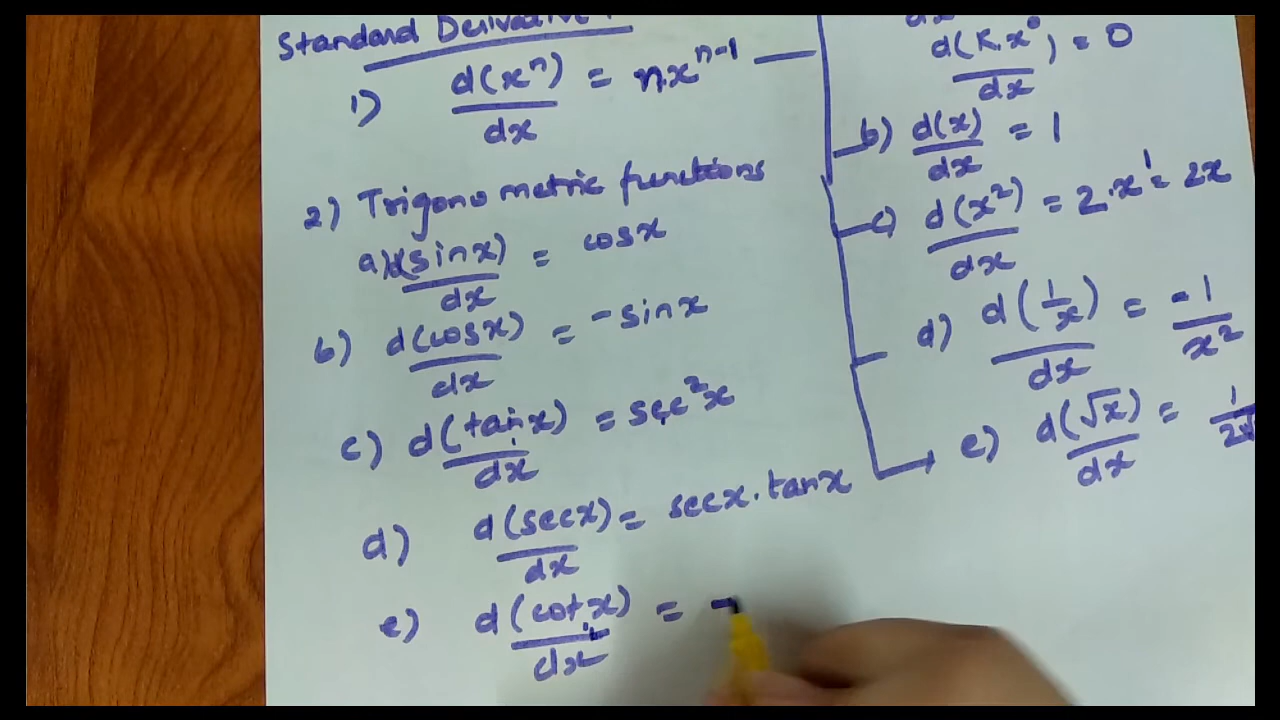 Standard Derivative
1) d(xⁿ)/dx = n.xⁿ⁻¹
2) Trigonometric functions
a) d(sinx)/dx = cosx
b) d(cosx)/dx = -sinx
c) d(tanx)/dx = sec²x
d) d(secx)/dx = secx.tanx
e) d(cotx)/dx = -
d(K.x⁰)/dx = 0
b) d(x)/dx = 1
c) d(x²)/dx = 2.x¹ = 2x
d) d(1/x)/dx = -1/x²
e) d(√x)/dx = 1/2√